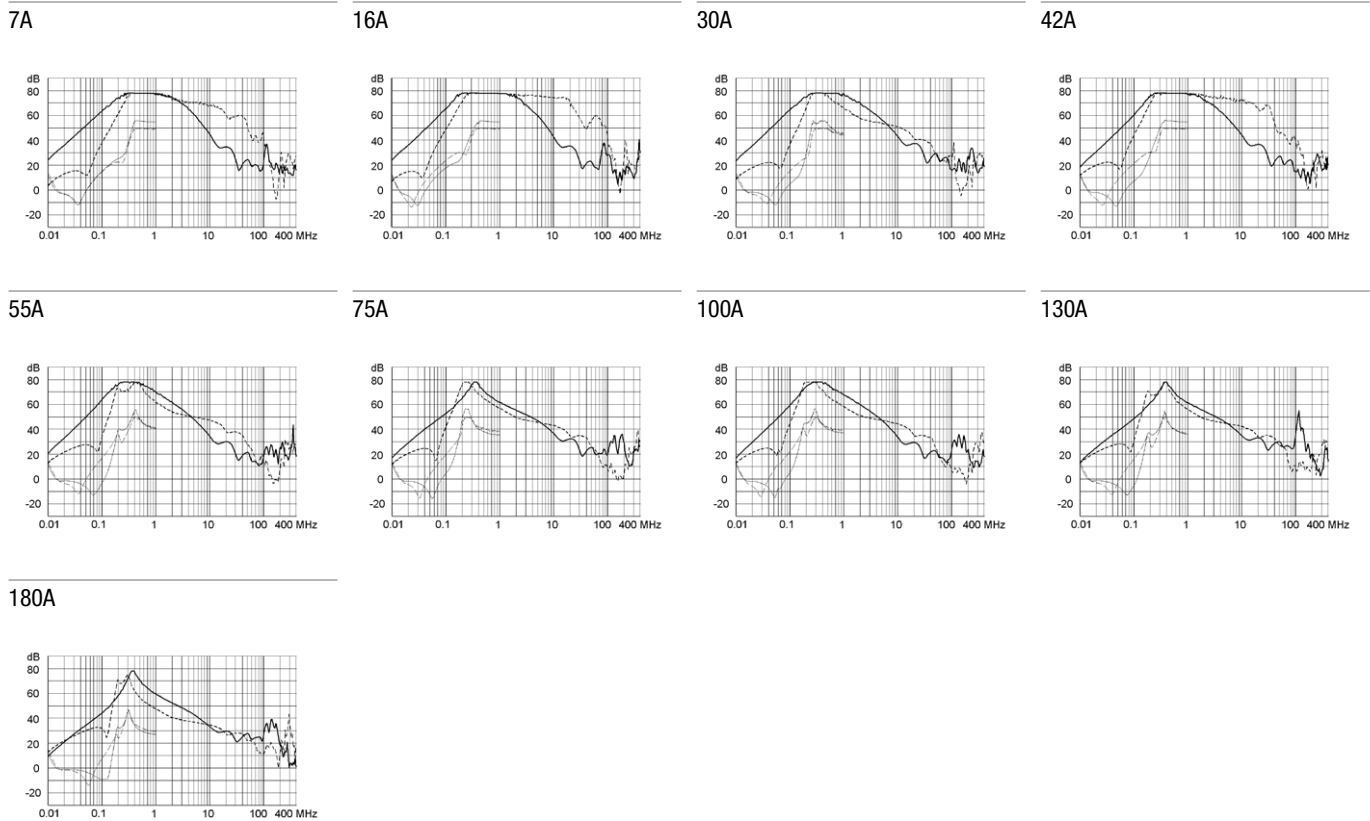 7A 16A 30A 42A
dB dB dB dB
80 80 80 80
60 60 60 60
40 40 40 40
20 20 20 20
0 0 0 0
-20 -20 -20 -20
0.01 0.1 1 10 100 400 MHz 0.01 0.1 1 10 100 400 MHz 0.01 0.1 1 10 100 400 MHz 0.01 0.1 1 10 100 400 MHz
55A 75A 100A 130A
dB dB dB dB
80 80 80 80
60 60 60 60
40 40 40 40
20 20 20 20
0 0 0 0
-20 -20 -20 -20
0.01 0.1 1 10 100 400 MHz 0.01 0.1 1 10 100 400 MHz 0.01 0.1 1 10 100 400 MHz 0.01 0.1 1 10 100 400 MHz
180A
dB
80
60
40
20
0
-20
0.01 0.1 1 10 100 400 MHz